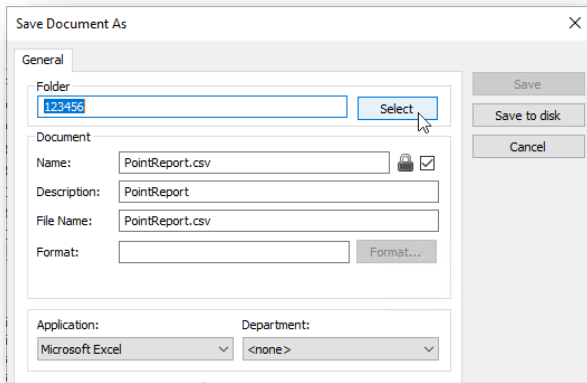 Save Document As
General
Folder
123456
Select
Save
Save to disk
Cancel
Document
Name:
PointReport.csv
Description:
PointReport
File Name:
PointReport.csv
Format:
Format...
Application:
Department:
Microsoft Excel
<none>